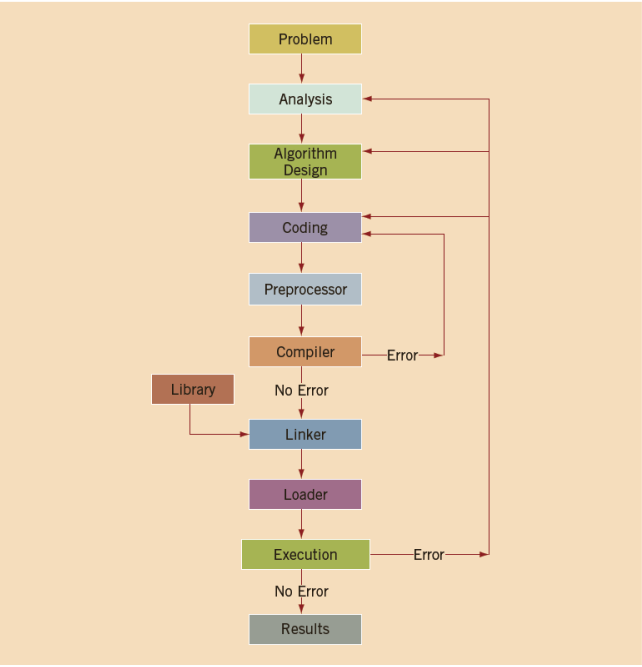 Problem
Analysis
Algorithm
Design
Coding
Preprocessor
Compiler
Error
No Error
Library
Linker
Loader
Execution
Error
No Error
Results